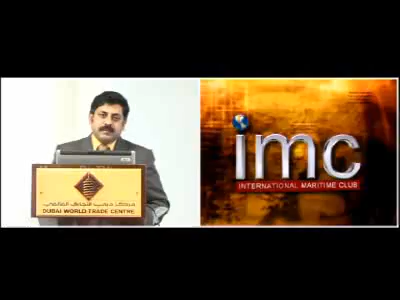 مركز دبي التجاري العالمي
DUBAI WORLD TRADE CENTRE
imc
INTERNATIONAL MARITIME CLUB